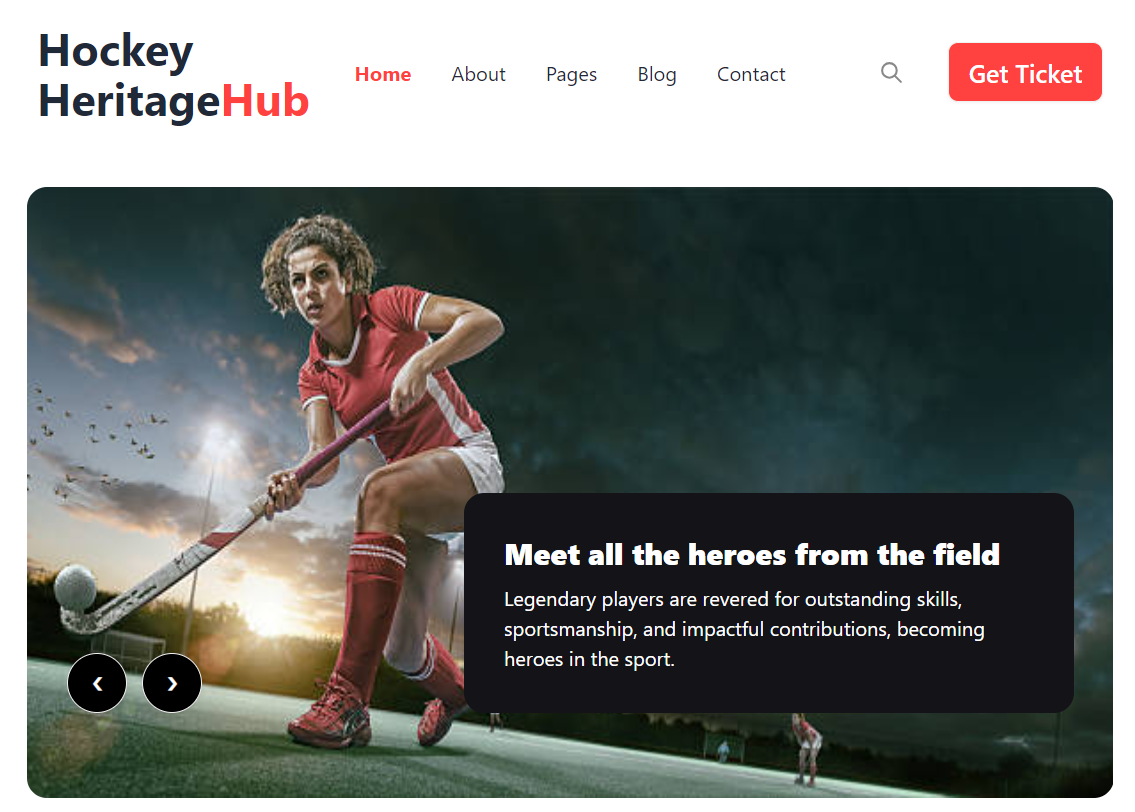 Hockey
HeritageHub
Home About Pages Blog Contact
Get Ticket
Meet all the heroes from the field
Legendary players are revered for outstanding skills,
sportsmanship, and impactful contributions, becoming
heroes in the sport.
‹ ›